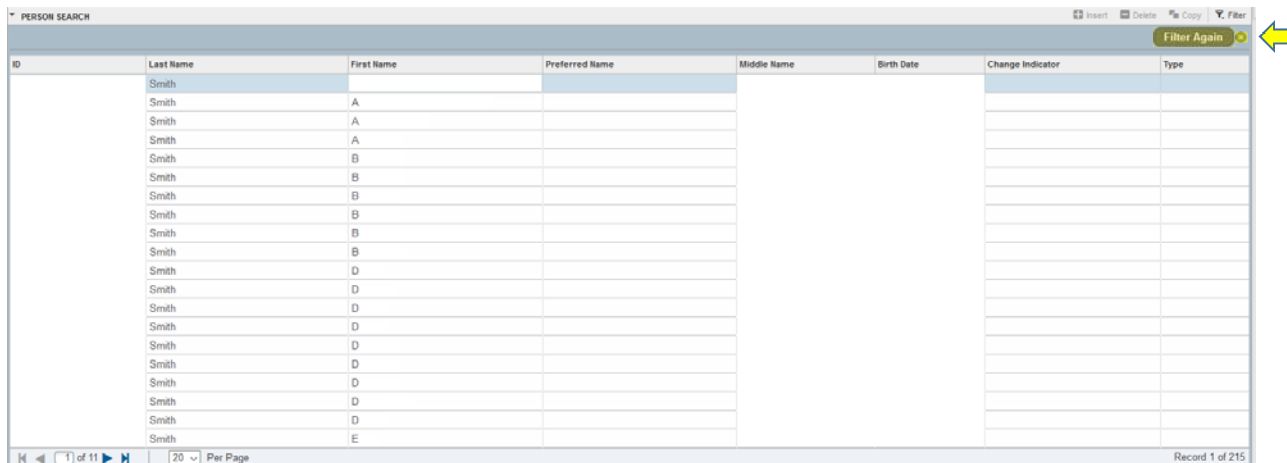 PERSON SEARCH Insert Delete Copy Filter
Filter Again
ID Last Name First Name Preferred Name Middle Name Birth Date Change Indicator Type
Smith
Smith A
Smith A
Smith A
Smith B
Smith B
Smith B
Smith B
Smith B
Smith B
Smith D
Smith D
Smith D
Smith D
Smith D
Smith D
Smith D
Smith D
Smith D
Smith E
1 of 11 20 Per Page Record 1 of 215